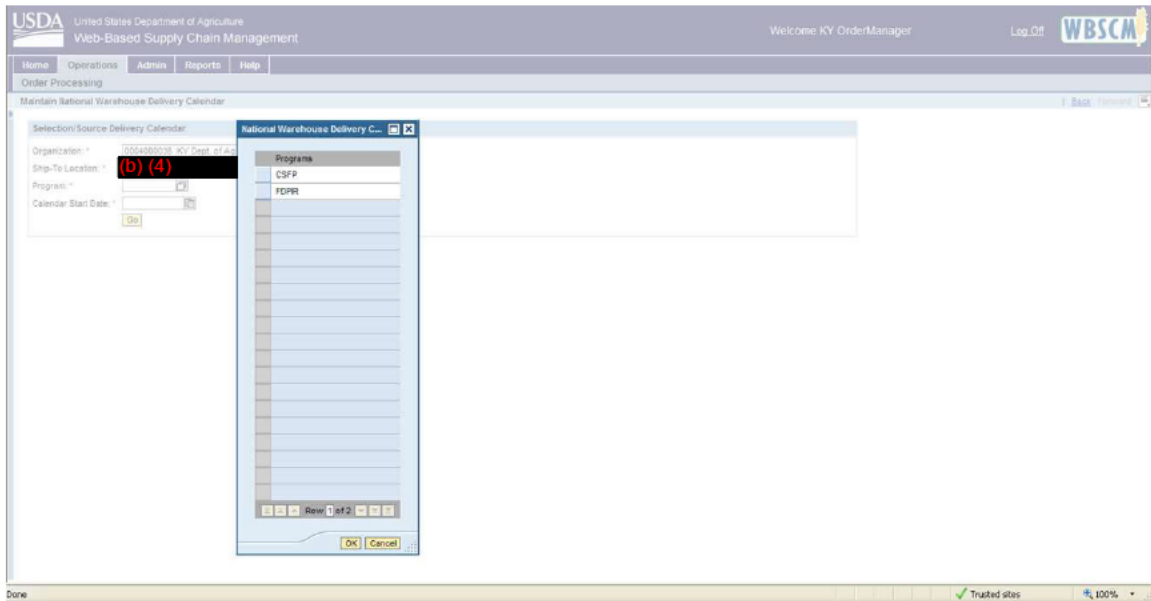 USDA United States Department of Agriculture
Web-Based Supply Chain Management
Welcome KY OrderManager
Log Off
WBSCM
Home Operations Admin Reports Help
Order Processing
Maintain National Warehouse Delivery Calendar
Back Forward
Selection/Source Delivery Calendar
Organization: * 0004000038 KY Dept. of Ag
Ship-To Location: * (b) (4)
Program: *
Calendar Start Date: *
Go
National Warehouse Delivery C...
Programs
CSFP
FDPIR
Row 1 of 2
OK Cancel
Done
Trusted sites
100%